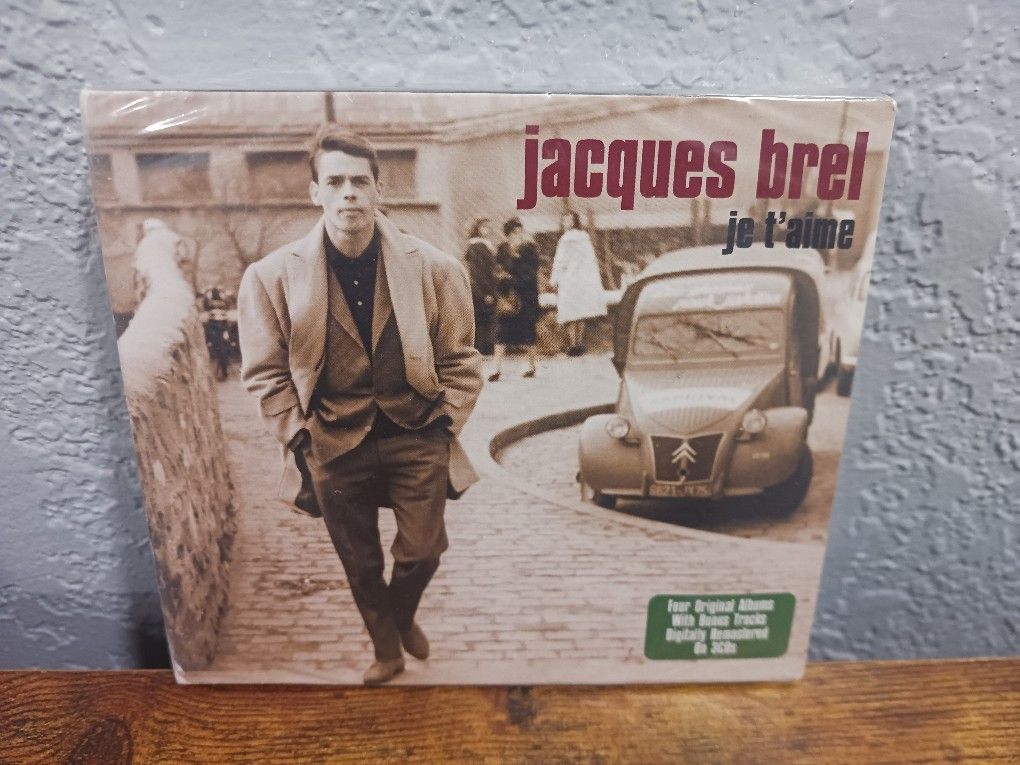 jacques brel
je t'aime
Four Original Albums
With Bonus Tracks
Digitally Remastered
On 3CDs